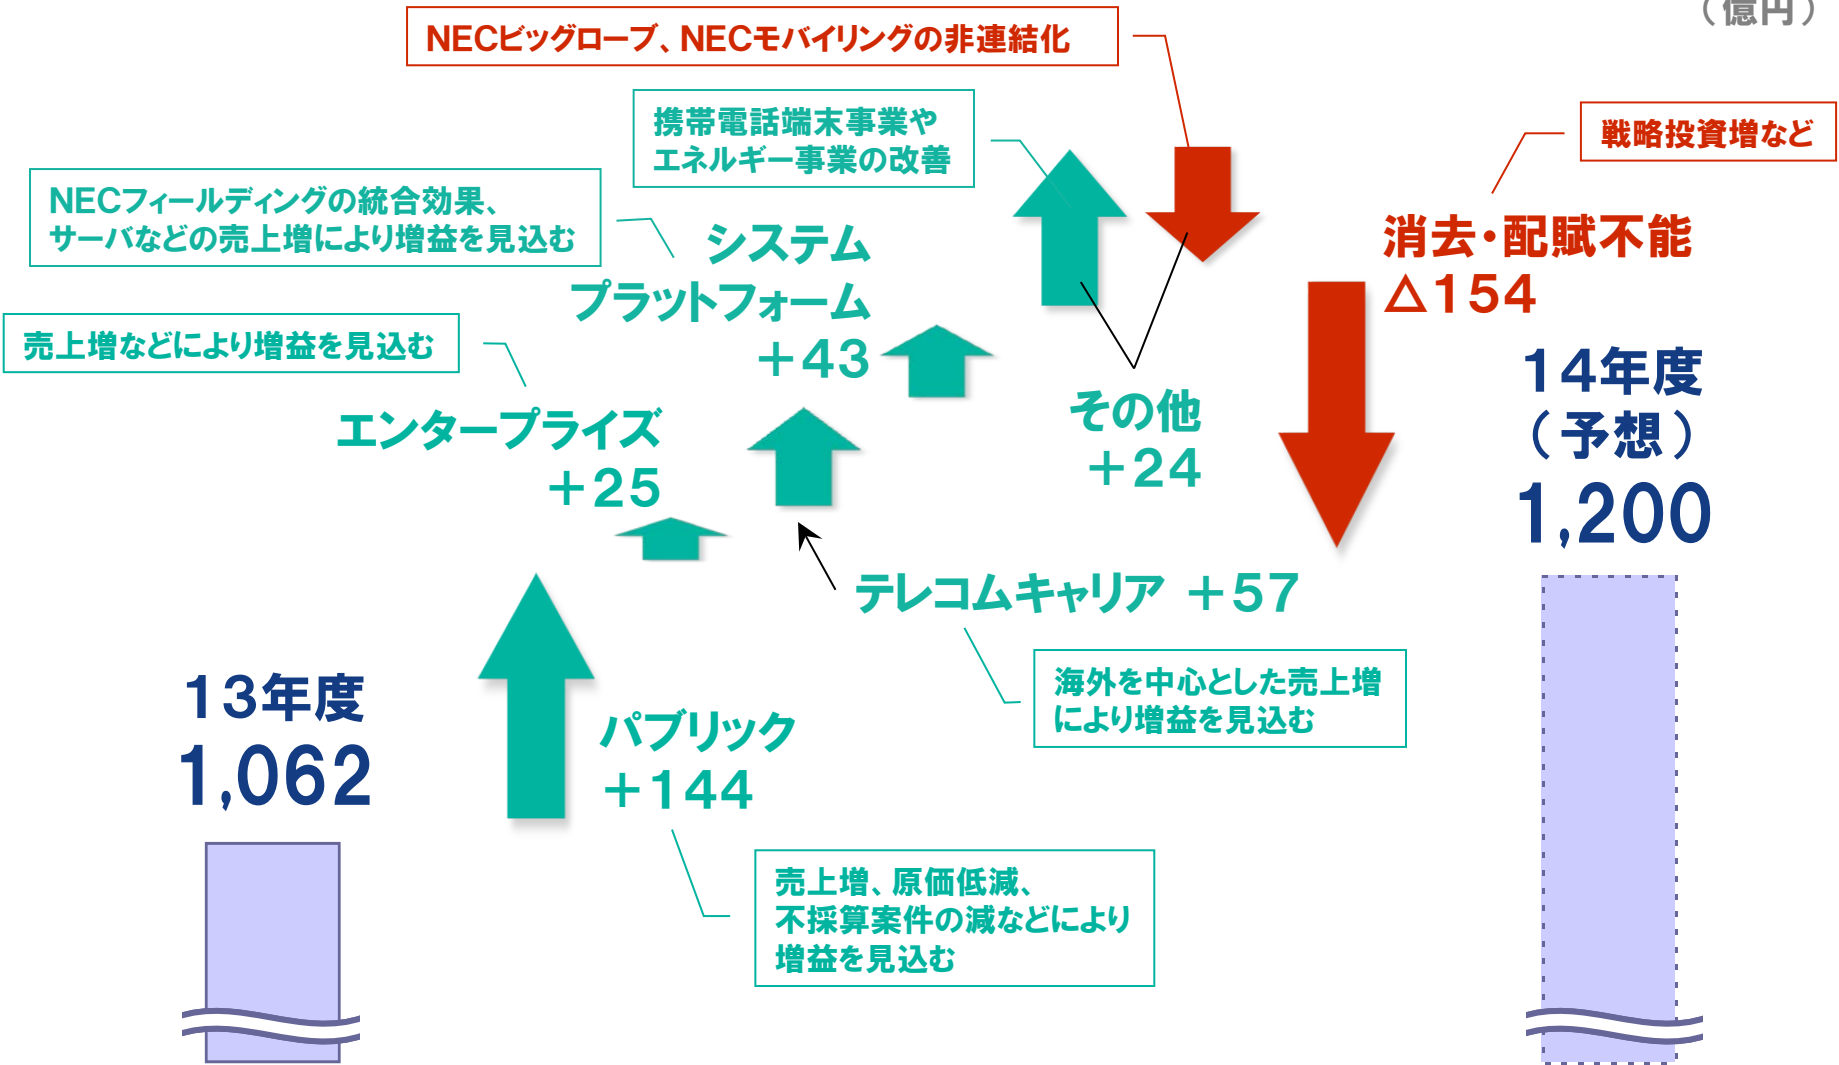 （億円）
NECビッグローブ、NECモバイリングの非連結化
携帯電話端末事業や
エネルギー事業の改善
戦略投資増など
NECフィールディングの統合効果、
サーバなどの売上増により増益を見込む
システム
プラットフォーム
＋43
消去・配賦不能
△154
売上増などにより増益を見込む
エンタープライズ
＋25
その他
＋24
14年度
（予想）
1,200
テレコムキャリア ＋57
海外を中心とした売上増
により増益を見込む
13年度
1,062
パブリック
＋144
売上増、原価低減、
不採算案件の減などにより
増益を見込む